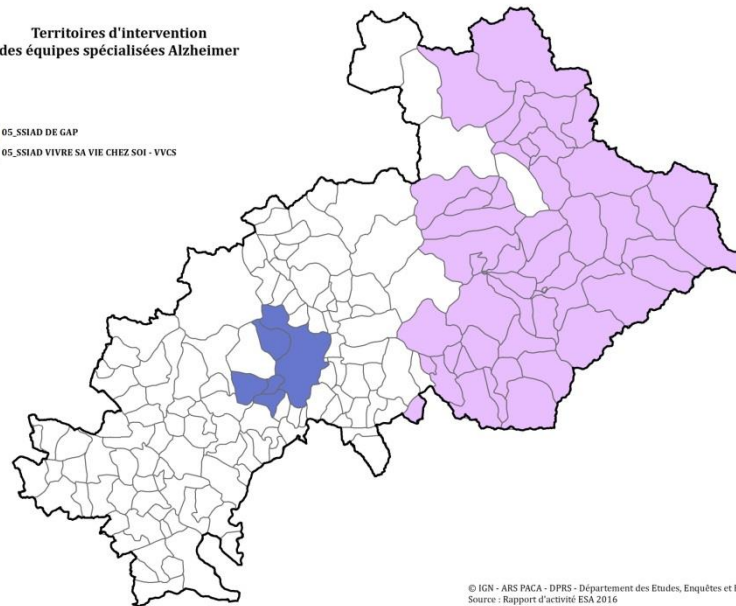 Territoires d'intervention
des équipes spécialisées Alzheimer
05_SSIAD DE GAP
05_SSIAD VIVRE SA VIE CHEZ SOI - VVCS
© IGN - ARS PACA - DPRS - Département des Etudes, Enquêtes et
Source : Rapport d'activité ESA 2016